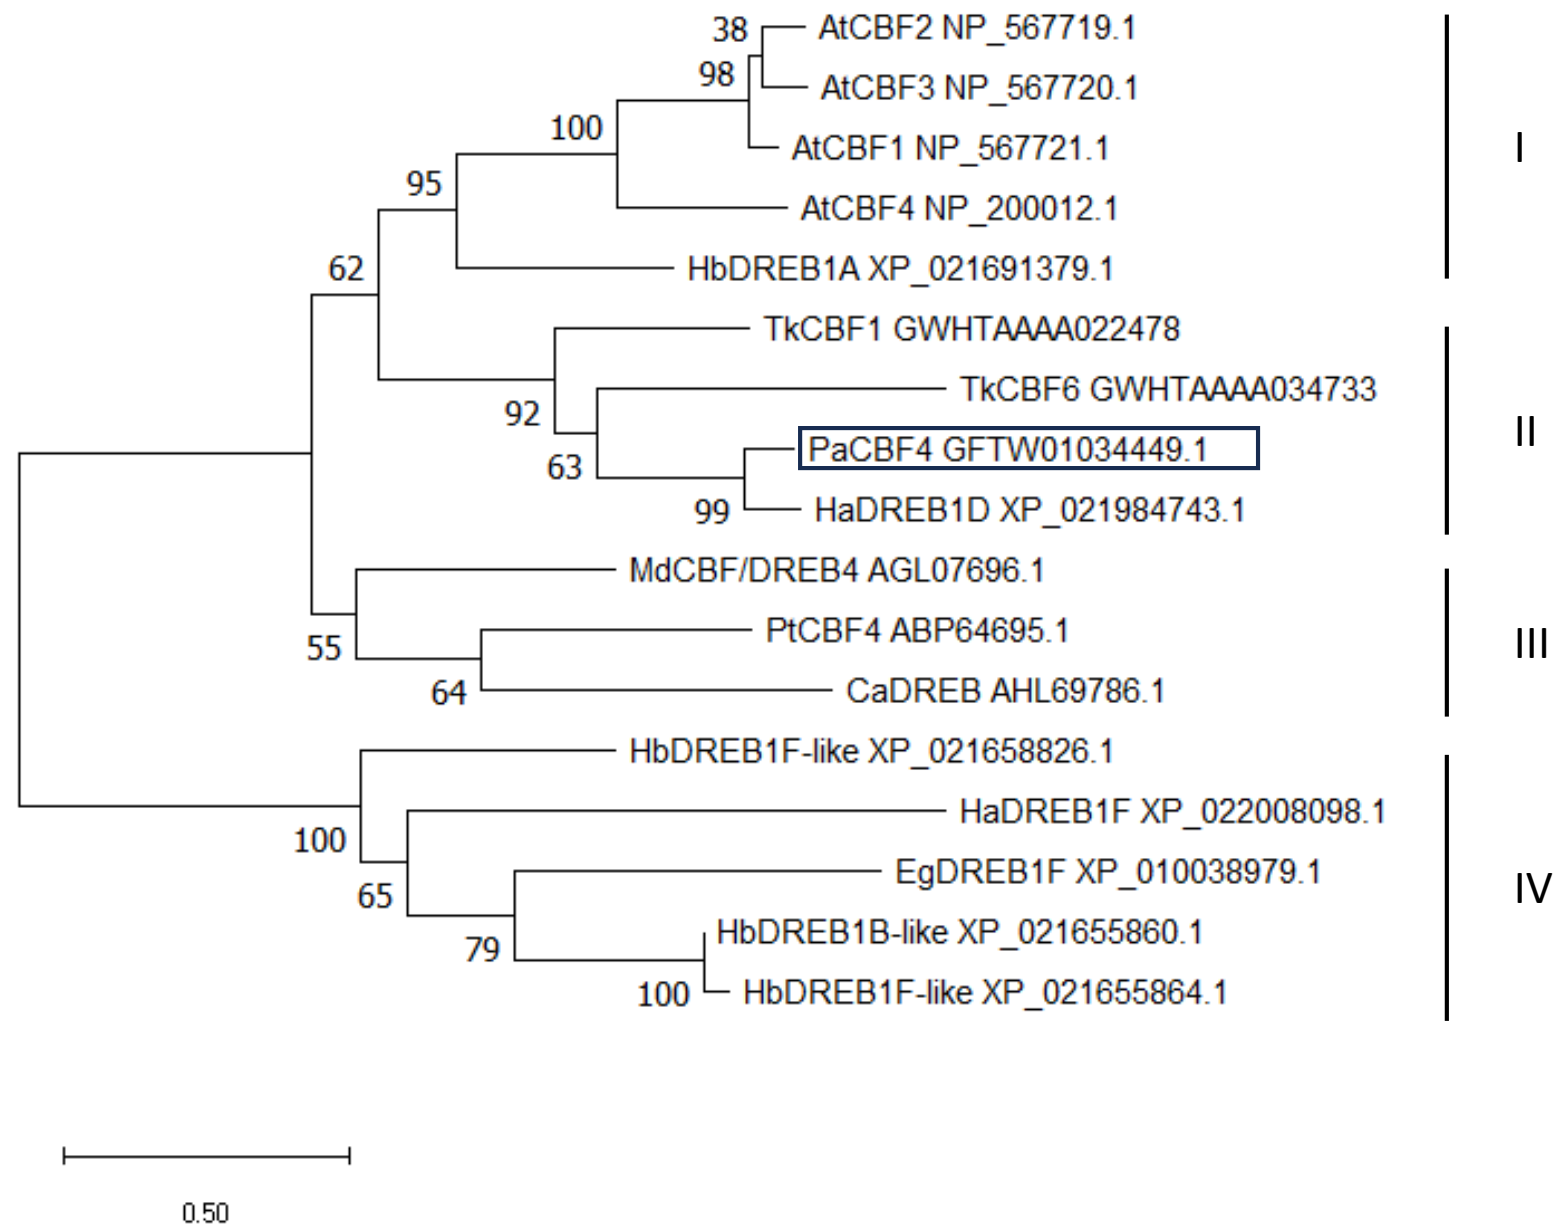 38
AtCBF2 NP_567719.1
98
AtCBF3 NP_567720.1
100
AtCBF1 NP_567721.1
I
95
AtCBF4 NP_200012.1
62
HbDREB1A XP_021691379.1
TkCBF1 GWHTAAAA022478
TkCBF6 GWHTAAAA034733
92
II
PaCBF4 GFTW01034449.1
63
99
HaDREB1D XP_021984743.1
MdCBF/DREB4 AGL07696.1
PtCBF4 ABP64695.1
55
III
64
CaDREB AHL69786.1
HbDREB1F-like XP_021658826.1
HaDREB1F XP_022008098.1
100
EgDREB1F XP_010038979.1
65
IV
HbDREB1B-like XP_021655860.1
79
100
HbDREB1F-like XP_021655864.1
0.50